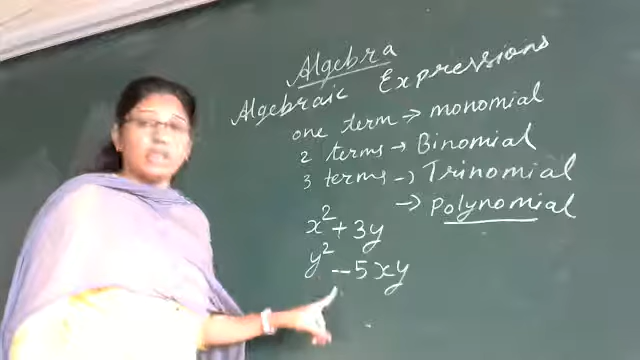 Algebra
Algebraic Expressions
one term → monomial
2 terms → Binomial
3 terms → Trinomial
→ Polynomial
x² + 3y
y² - 5xy